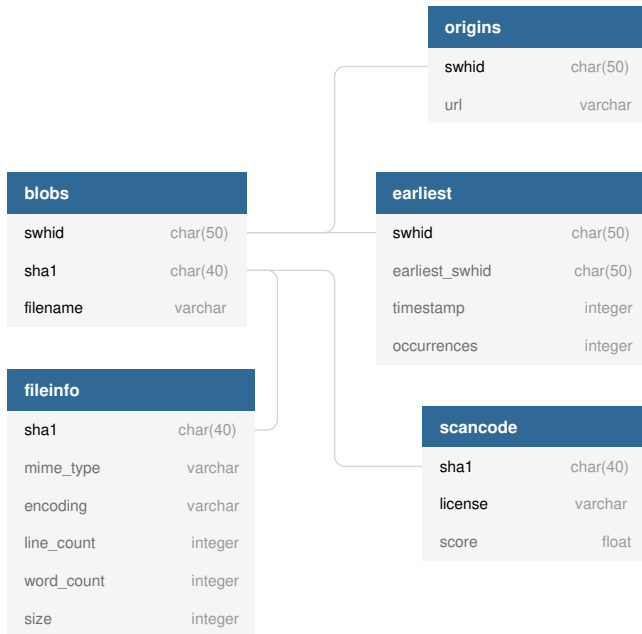 origins
swhid char(50)
url varchar
blobs
swhid char(50)
sha1 char(40)
filename varchar
earliest
swhid char(50)
earliest_swhid char(50)
timestamp integer
occurrences integer
fileinfo
sha1 char(40)
mime_type varchar
encoding varchar
line_count integer
word_count integer
size integer
scancode
sha1 char(40)
license varchar
score float